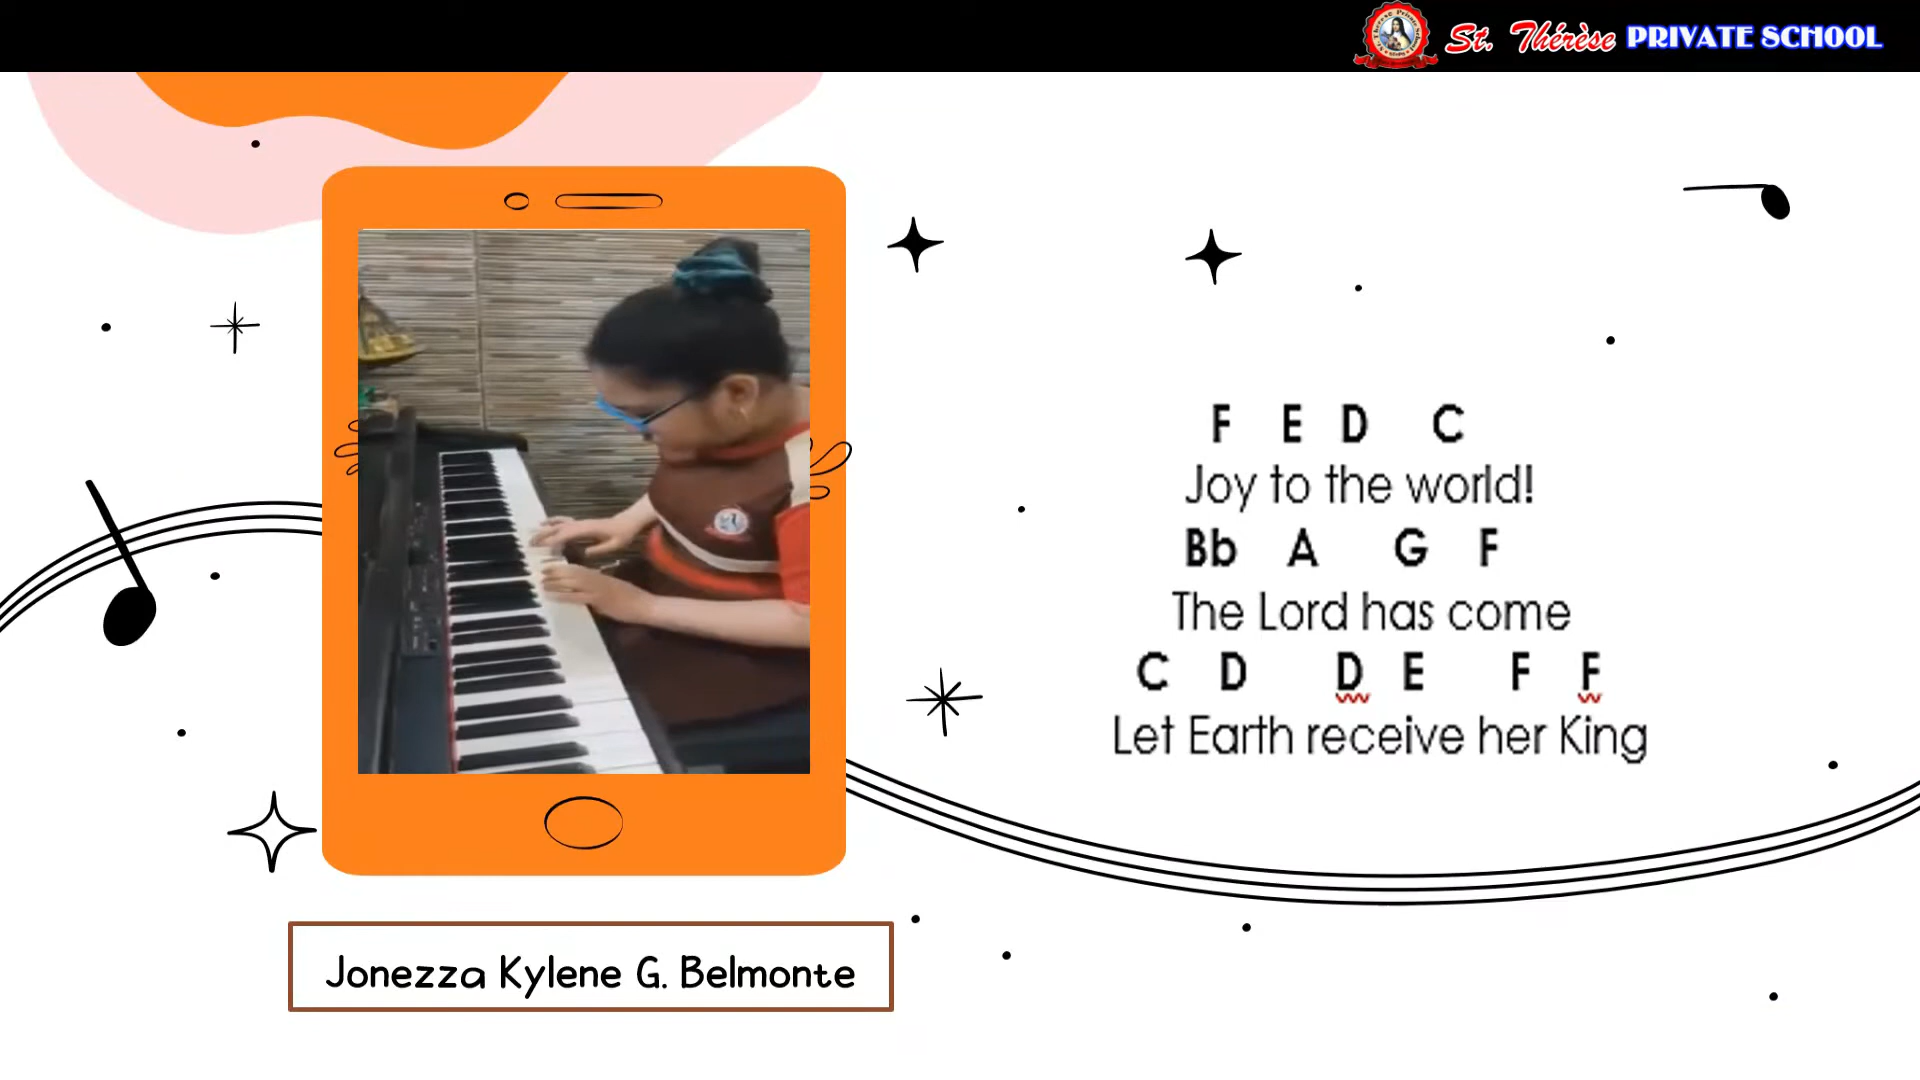 St. Thérèse PRIVATE SCHOOL
F E D C
Joy to the world!
Bb A G F
The Lord has come
C D D E F F
Let Earth receive her King
Jonezza Kylene G. Belmonte